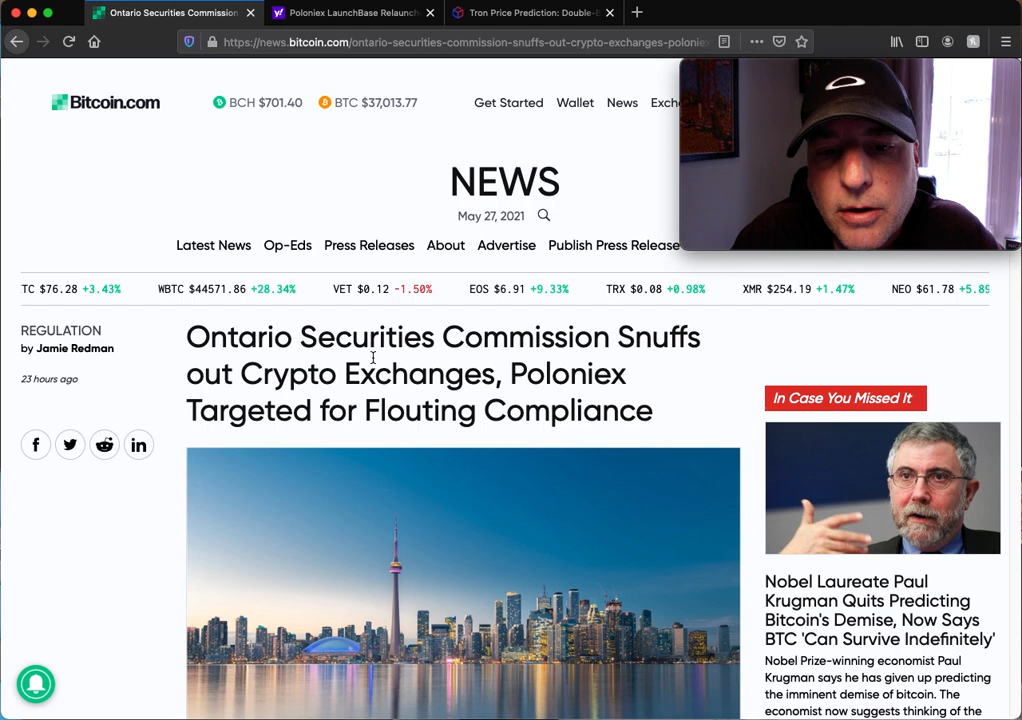 Ontario Securities Commission
Poloniex LaunchBase Relaunch
Tron Price Prediction: Double-
https://news.bitcoin.com/ontario-securities-commission-snuffs-out-crypto-exchanges-polonie
Bitcoin.com
BCH $701.40
BTC $37,013.77
Get Started Wallet News Exch
NEWS
May 27, 2021
Latest News Op-Eds Press Releases About Advertise Publish Press Release
TC $76.28 +3.43% WBTC $44571.86 +28.34% VET $0.12 -1.50% EOS $6.91 +9.33% TRX $0.08 +0.98% XMR $254.19 +1.47% NEO $61.78 +5.89
REGULATION
by Jamie Redman
23 hours ago
Ontario Securities Commission Snuffs
out Crypto Exchanges, Poloniex
Targeted for Flouting Compliance
In Case You Missed It
Nobel Laureate Paul
Krugman Quits Predicting
Bitcoin's Demise, Now Says
BTC 'Can Survive Indefinitely'
Nobel Prize-winning economist Paul
Krugman says he has given up predicting
the imminent demise of bitcoin. The
economist now suggests thinking of the